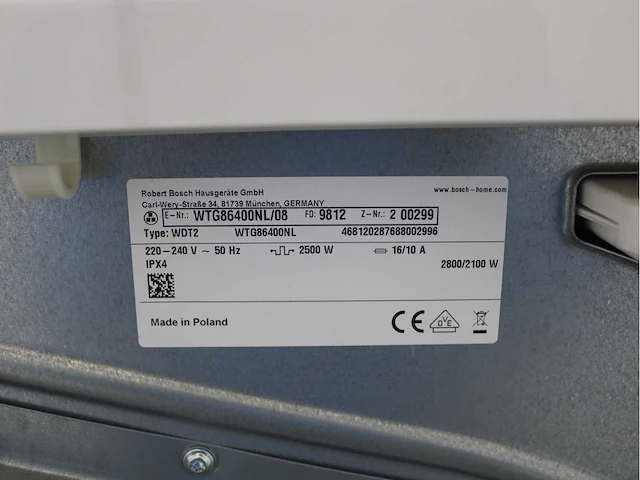 Robert Bosch Hausgeräte GmbH
Carl-Wery-Straße 34, 81739 München, GERMANY
www.bosch-home.com
E-Nr.: WTG86400NL/08 FD: 9812 Z-Nr.: 2 00299
Type: WDT2 WTG86400NL 468120287688002996
220-240 V ~ 50 Hz 2500 W 16/10 A
IPX4 2800/2100 W
Made in Poland CE OVE